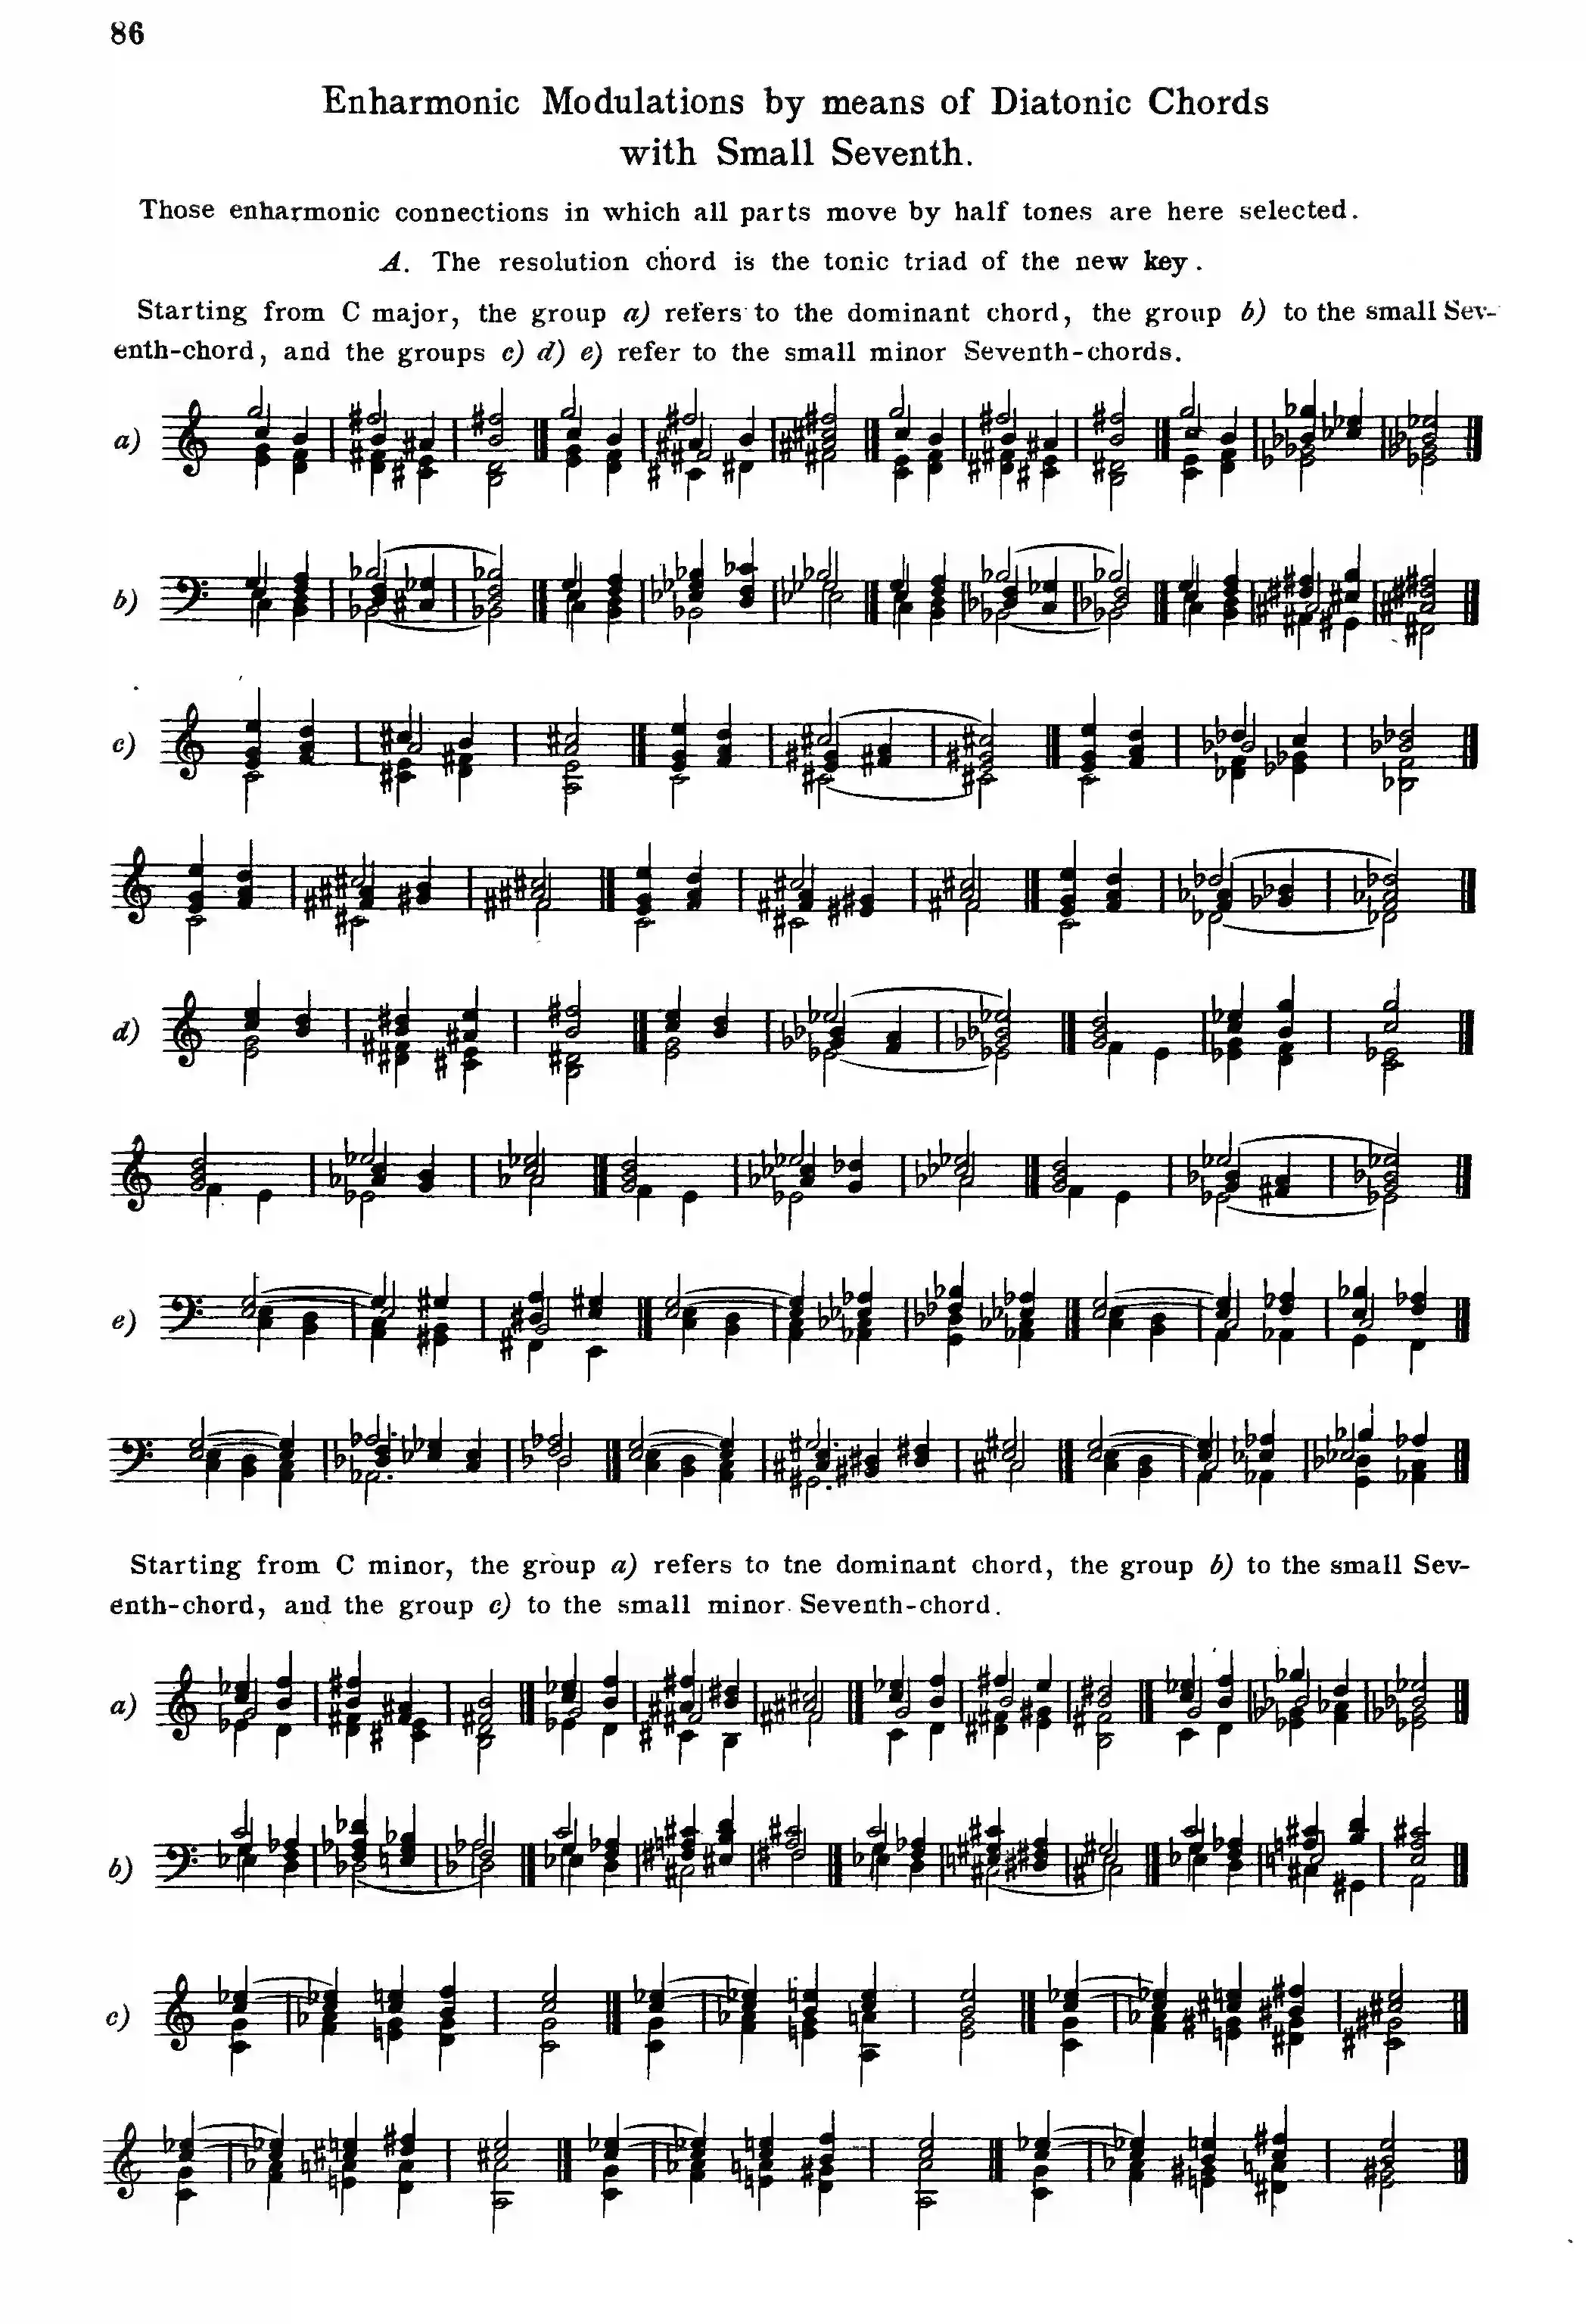 86
Enharmonic Modulations by means of Diatonic Chords
with Small Seventh.
Those enharmonic connections in which all parts move by half tones are here selected.
A. The resolution chord is the tonic triad of the new key.
Starting from C major, the group a) refers to the dominant chord, the group b) to the small Sev-
enth-chord, and the groups c) d) e) refer to the small minor Seventh-chords.
a)
b)
c)
d)
e)
Starting from C minor, the group a) refers to tne dominant chord, the group b) to the small Sev-
enth-chord, and the group c) to the small minor Seventh-chord.
a)
b)
c)